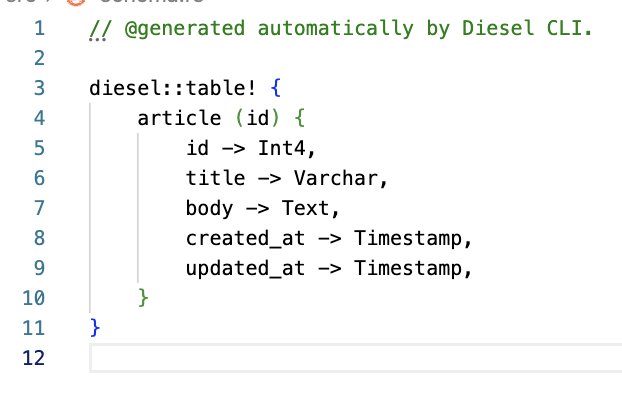 1 // @generated automatically by Diesel CLI.
2
3 diesel::table! {
4     article (id) {
5         id -> Int4,
6         title -> Varchar,
7         body -> Text,
8         created_at -> Timestamp,
9         updated_at -> Timestamp,
10     }
11 }
12